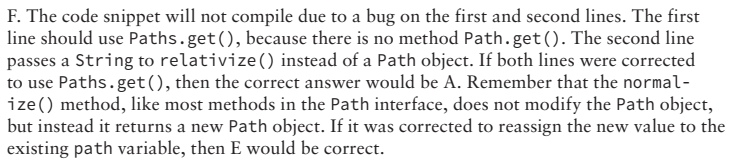 F. The code snippet will not compile due to a bug on the first and second lines. The first
line should use Paths.get(), because there is no method Path.get(). The second line
passes a String to relativize() instead of a Path object. If both lines were corrected
to use Paths.get(), then the correct answer would be A. Remember that the normal-
ize() method, like most methods in the Path interface, does not modify the Path object,
but instead it returns a new Path object. If it was corrected to reassign the new value to the
existing path variable, then E would be correct.